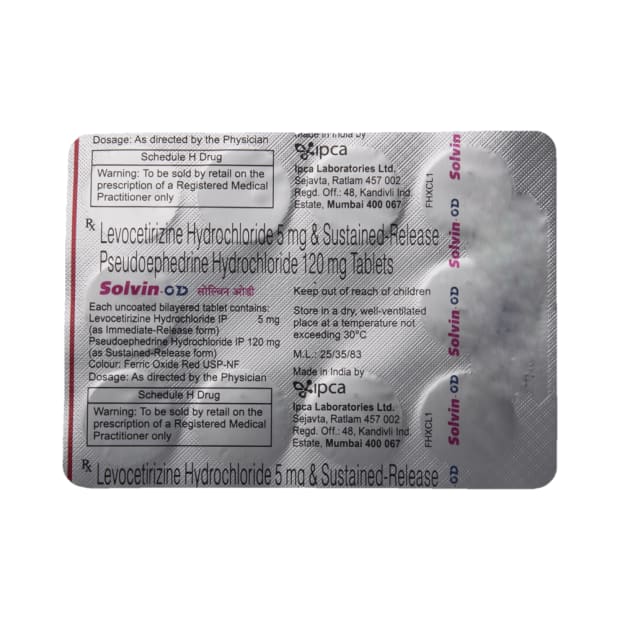 Dosage: As directed by the Physician
Schedule H Drug
Warning: To be sold by retail on the
prescription of a Registered Medical
Practitioner only
Made in India by
ipca
Ipca Laboratories Ltd.
Sejavta, Ratlam 457 002
Regd. Off.: 48, Kandivli Ind.
Estate, Mumbai 400 067
FHXCL1
Solvin
Rx Levocetirizine Hydrochloride 5 mg & Sustained-Release
Pseudoephedrine Hydrochloride 120 mg Tablets
Solvin-OD सोल्विन ओडी
Each uncoated bilayered tablet contains:
Levocetirizine Hydrochloride IP 5 mg
(as Immediate-Release form)
Pseudoephedrine Hydrochloride IP 120 mg
(as Sustained-Release form)
Colour: Ferric Oxide Red USP-NF
Dosage: As directed by the Physician
Keep out of reach of children
Store in a dry, well-ventilated
place at a temperature not
exceeding 30°C
M.L.: 25/35/83
Made in India by
ipca
Ipca Laboratories Ltd.
Sejavta, Ratlam 457 002
Regd. Off.: 48, Kandivli Ind.
Estate, Mumbai 400 067
FHXCL1
Solvin-OD
Solvin-OD
Solvin-OD
Schedule H Drug
Warning: To be sold by retail on the
prescription of a Registered Medical
Practitioner only
Rx Levocetirizine Hydrochloride 5 mg & Sustained-Release
OD